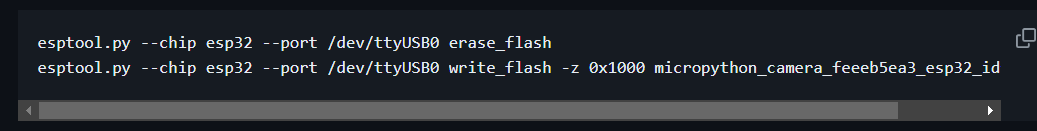 esptool.py --chip esp32 --port /dev/ttyUSB0 erase_flash
esptool.py --chip esp32 --port /dev/ttyUSB0 write_flash -z 0x1000 micropython_camera_feeeb5ea3_esp32_id